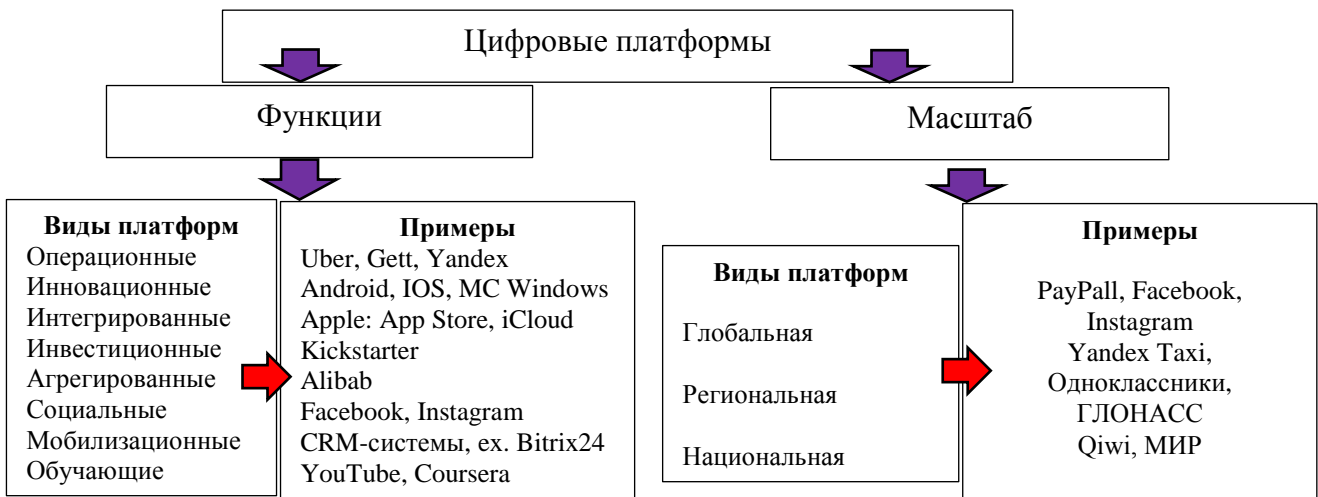 Цифровые платформы
Функции
Масштаб
Виды платформ
Операционные
Инновационные
Интегрированные
Инвестиционные
Агрегированные
Социальные
Мобилизационные
Обучающие
Примеры
Uber, Gett, Yandex
Android, IOS, MC Windows
Apple: App Store, iCloud
Kickstarter
Alibab
Facebook, Instagram
CRM-системы, ex. Bitrix24
YouTube, Coursera
Виды платформ
Глобальная
Региональная
Национальная
Примеры
PayPall, Facebook,
Instagram
Yandex Taxi,
Одноклассники,
ГЛОНАСС
Qiwi, МИР